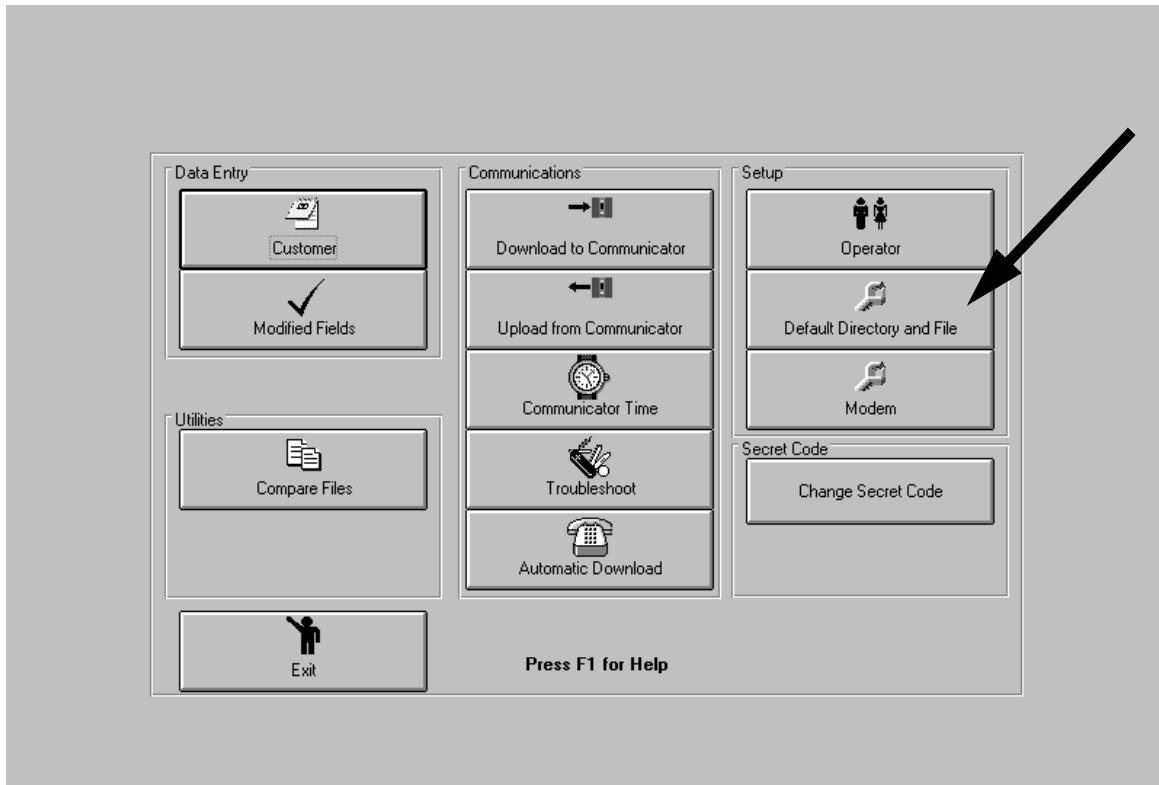 Data Entry
Customer
Modified Fields
Utilities
Compare Files
Exit
Communications
Download to Communicator
Upload from Communicator
Communicator Time
Troubleshoot
Automatic Download
Press F1 for Help
Setup
Operator
Default Directory and File
Modem
Secret Code
Change Secret Code